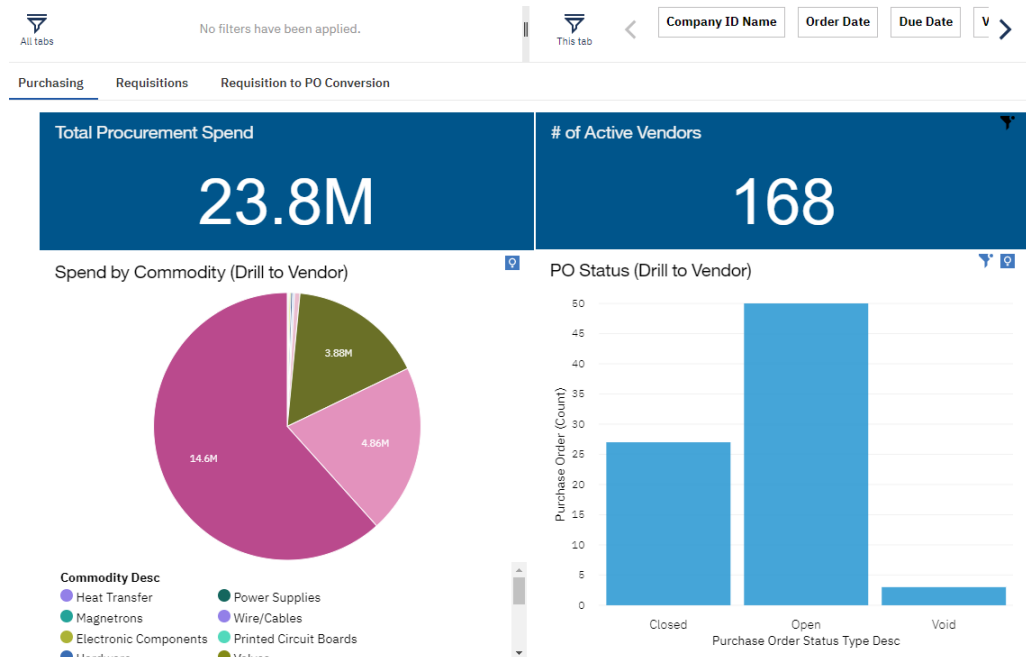 All tabs
No filters have been applied.
This tab
Company ID Name
Order Date
Due Date
V
Purchasing
Requisitions
Requisition to PO Conversion
Total Procurement Spend
23.8M
# of Active Vendors
168
Spend by Commodity (Drill to Vendor)
3.88M
4.86M
14.6M
Commodity Desc
Heat Transfer
Power Supplies
Magnetrons
Wire/Cables
Electronic Components
Printed Circuit Boards
Hardware
Valves
PO Status (Drill to Vendor)
Purchase Order (Count)
50
45
40
35
30
25
20
15
10
5
0
Closed
Open
Void
Purchase Order Status Type Desc